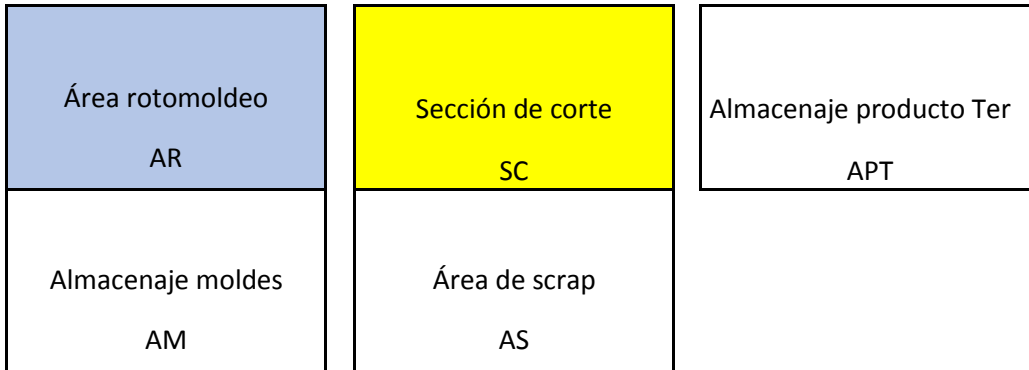 Área rotomoldeo
AR
Sección de corte
SC
Almacenaje producto Ter
APT
Almacenaje moldes
AM
Área de scrap
AS